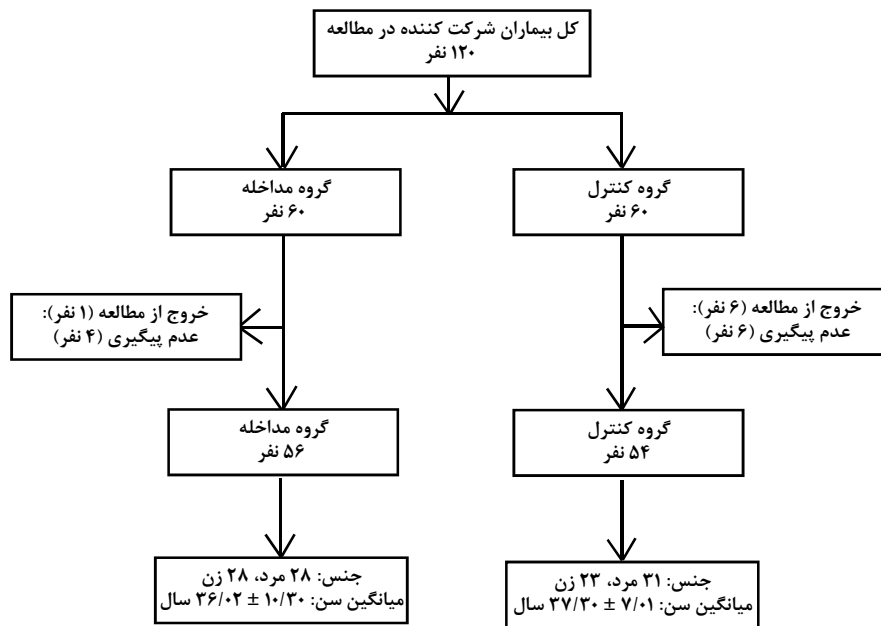 کل بیماران شرکت کننده در مطالعه
۱۲۰ نفر
گروه مداخله
۶۰ نفر
گروه کنترل
۶۰ نفر
خروج از مطالعه (۱ نفر):
عدم پیگیری (۴ نفر)
خروج از مطالعه (۶ نفر):
عدم پیگیری (۶ نفر)
گروه مداخله
۵۶ نفر
گروه کنترل
۵۴ نفر
جنس: ۲۸ مرد، ۲۸ زن
میانگین سن: ۱۰/۳۰ ± ۳۶/۰۲ سال
جنس: ۳۱ مرد، ۲۳ زن
میانگین سن: ۷/۰۱ ± ۳۷/۳۰ سال